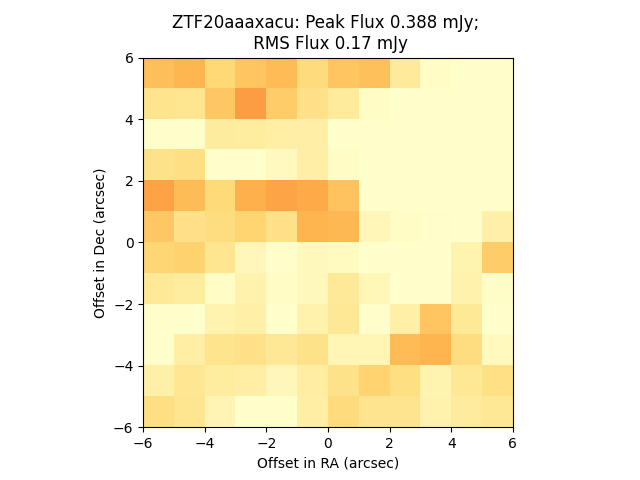 ZTF20aaaxacu: Peak Flux 0.388 mJy;
RMS Flux 0.17 mJy
6
4
2
0
−2
−4
−6
Offset in Dec (arcsec)
−6 −4 −2 0 2 4 6
Offset in RA (arcsec)